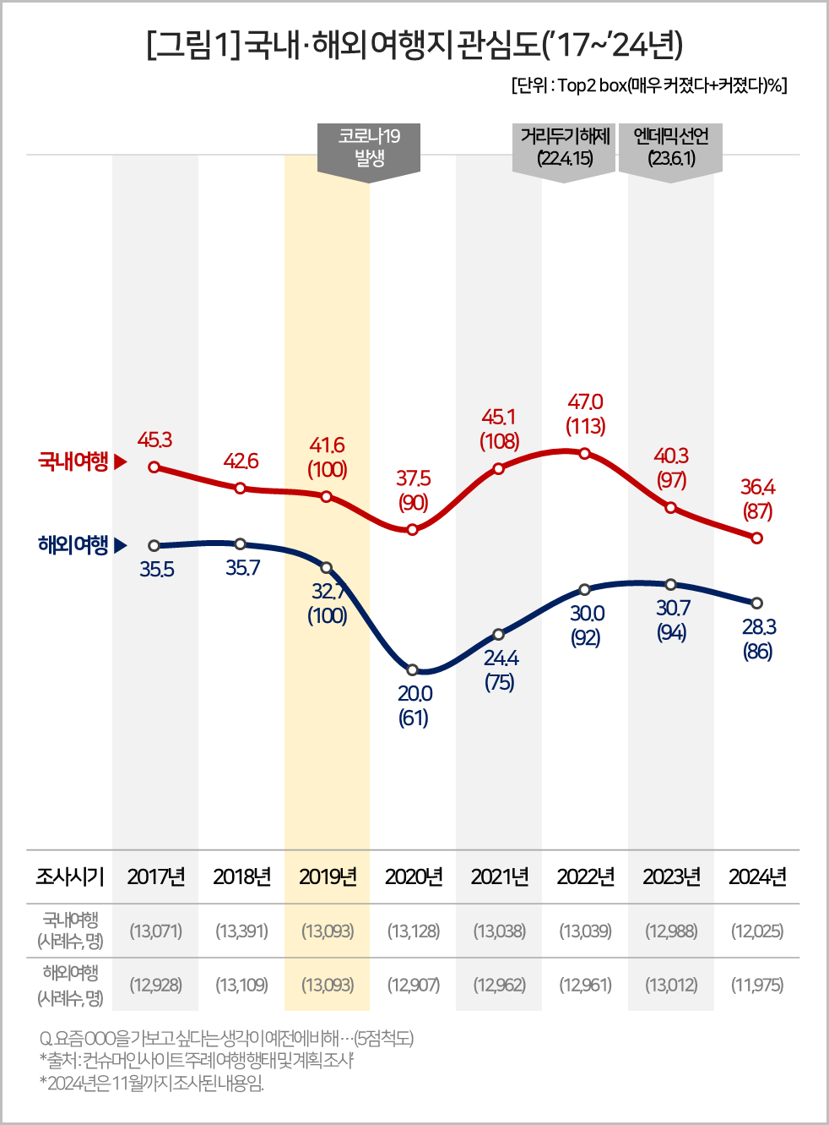 [그림1] 국내·해외 여행지 관심도(’17~’24년)
[단위 : Top2 box(매우 커졌다+커졌다)%]
코로나19
발생
거리두기 해제
(‘22.4.15)
엔데믹 선언
(‘23.6.1)
국내 여행
45.3
42.6
41.6
(100)
37.5
(90)
45.1
(108)
47.0
(113)
40.3
(97)
36.4
(87)
해외 여행
35.5
35.7
32.7
(100)
20.0
(61)
24.4
(75)
30.0
(92)
30.7
(94)
28.3
(86)
조사시기 2017년 2018년 2019년 2020년 2021년 2022년 2023년 2024년
국내여행
(사례수, 명) (13,071) (13,391) (13,093) (13,128) (13,038) (13,039) (12,988) (12,025)
해외여행
(사례수, 명) (12,928) (13,109) (13,093) (12,907) (12,962) (12,961) (13,012) (11,975)
Q. 요즘 OOO을 가보고 싶다는 생각이 예전에 비해…(5점 척도)
*출처 : 컨슈머인사이트 '주례 여행 행태 및 계획 조사'
*2024년은 11월까지 조사된 내용임.